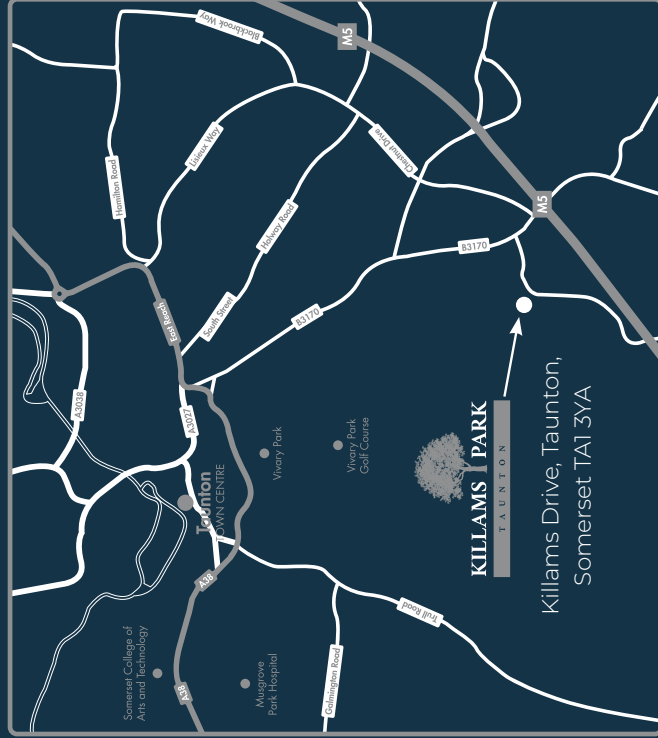 Somerset College of
Arts and Technology
Musgrove
Park Hospital
A38
A38
Galmington Road
Trull Road
Taunton
TOWN CENTRE
Vivary Park
Vivary Park
Golf Course
A3038
A3027
East Reach
South Street
B3170
B3170
Holway Road
Hamilton Road
Lisieux Way
Blackbrook Way
Chestnut Drive
M5
M5
KILLAMS PARK
TAUNTON
Killams Drive, Taunton,
Somerset TA1 3YA